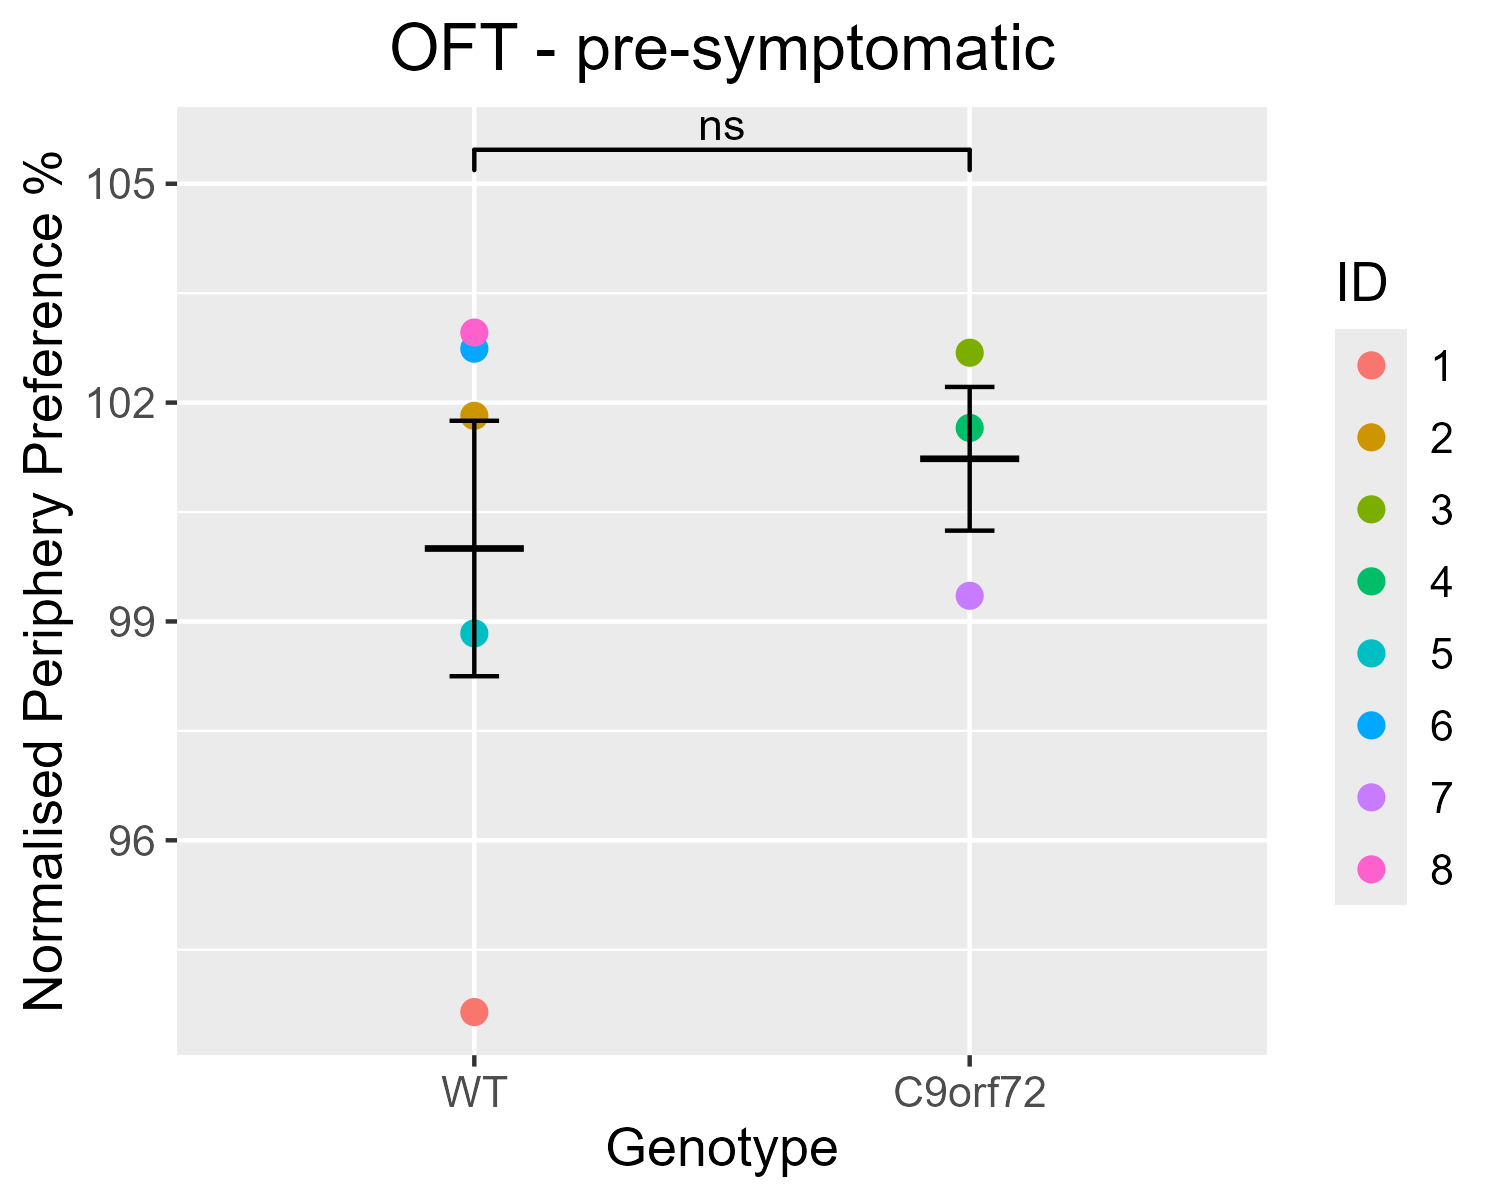 OFT - pre-symptomatic
ns
Normalised Periphery Preference %
105
102
99
96
WT
C9orf72
Genotype
ID
1
2
3
4
5
6
7
8